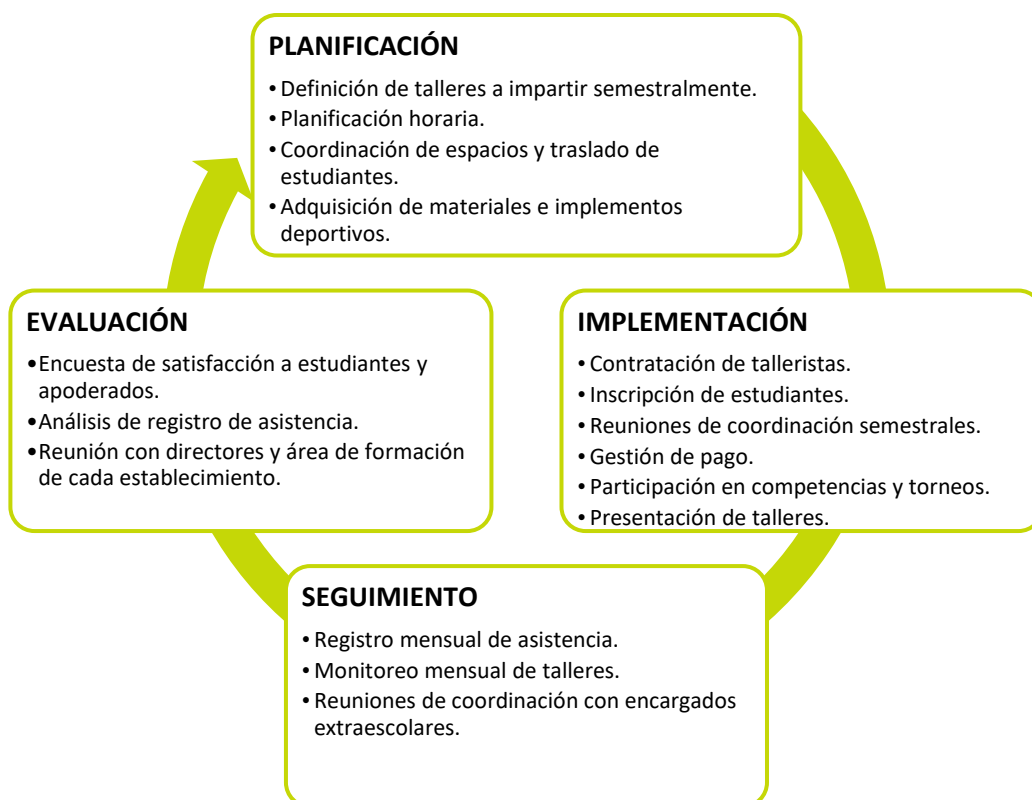 PLANIFICACIÓN
• Definición de talleres a impartir semestralmente.
• Planificación horaria.
• Coordinación de espacios y traslado de
estudiantes.
• Adquisición de materiales e implementos
deportivos.
IMPLEMENTACIÓN
• Contratación de talleristas.
• Inscripción de estudiantes.
• Reuniones de coordinación semestrales.
• Gestión de pago.
• Participación en competencias y torneos.
• Presentación de talleres.
SEGUIMIENTO
• Registro mensual de asistencia.
• Monitoreo mensual de talleres.
• Reuniones de coordinación con encargados
extraescolares.
EVALUACIÓN
•Encuesta de satisfacción a estudiantes y
apoderados.
•Análisis de registro de asistencia.
•Reunión con directores y área de formación
de cada establecimiento.